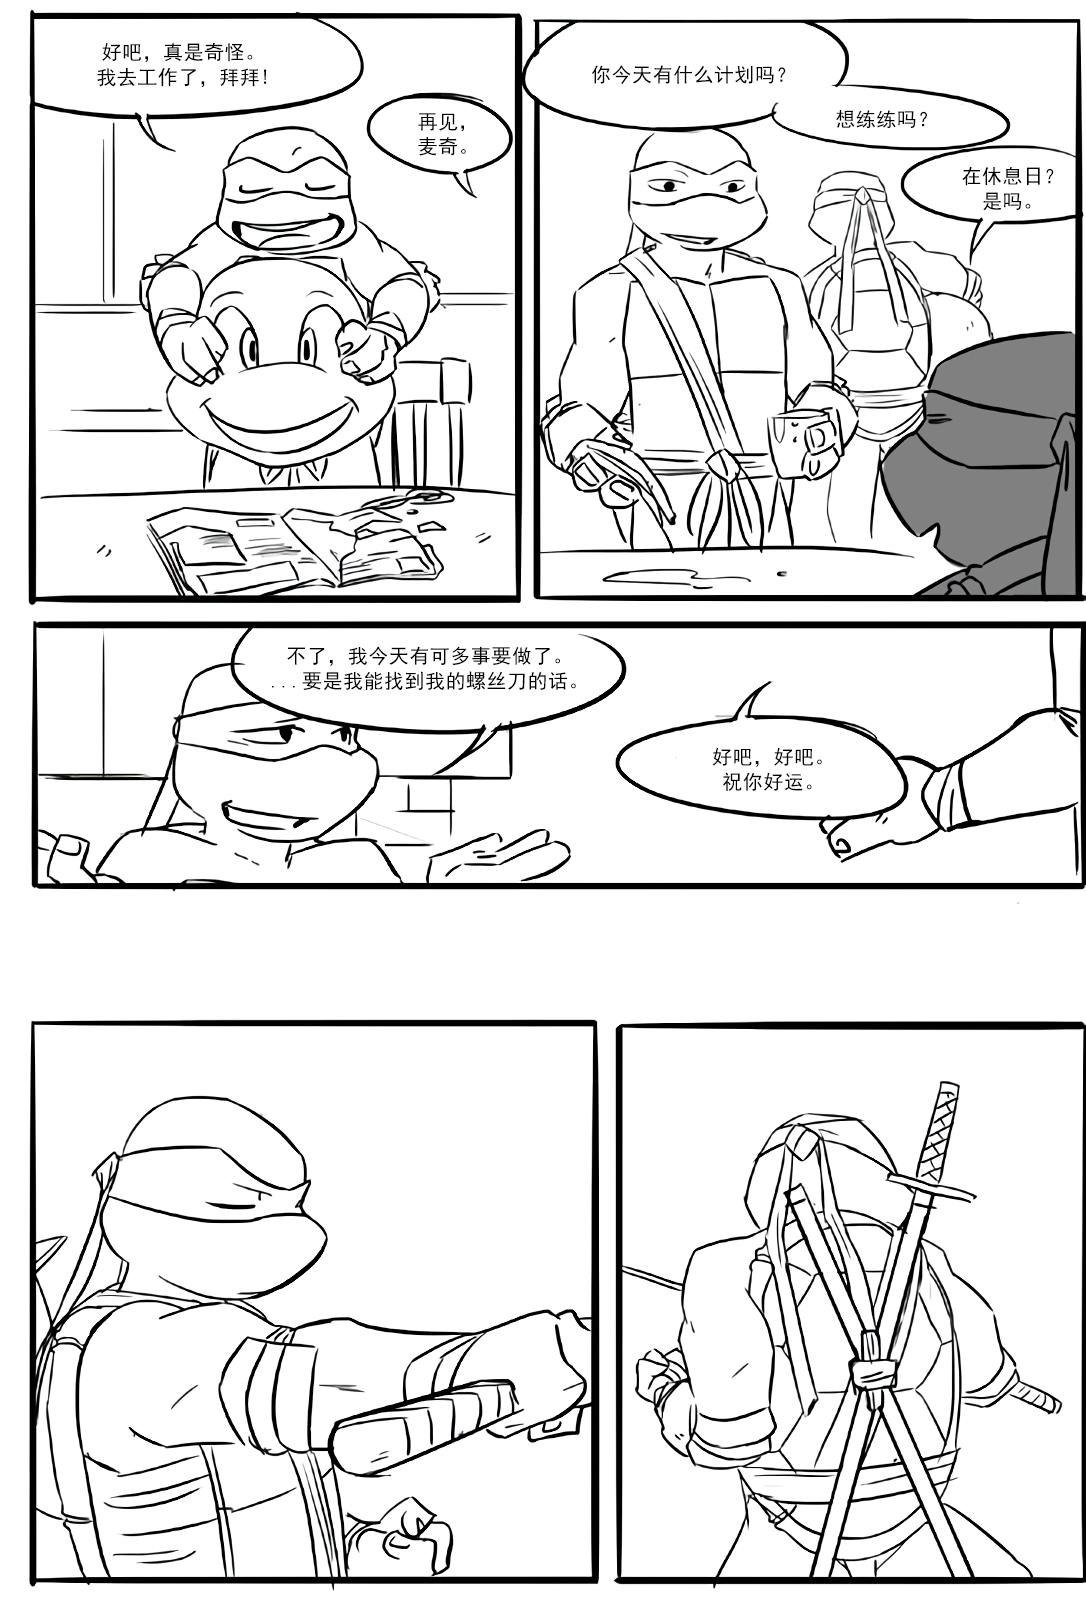 好吧，真是奇怪。
我去工作了，拜拜！
再见，
麦奇。
你今天有什么计划吗？
想练练吗？
在休息日？
是吗。
不了，我今天有可多事要做了。
...要是我能找到我的螺丝刀的话。
好吧，好吧。
祝你好运。